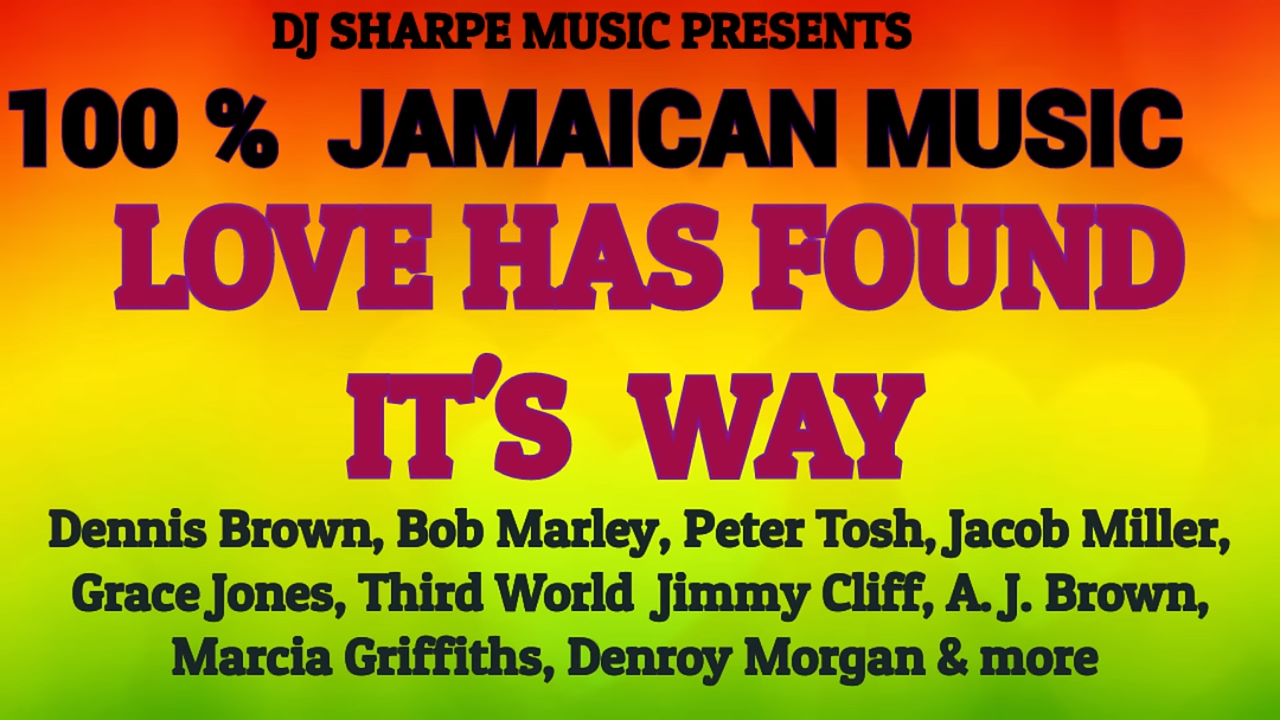 DJ SHARPE MUSIC PRESENTS
100 % JAMAICAN MUSIC
LOVE HAS FOUND
IT'S WAY
Dennis Brown, Bob Marley, Peter Tosh, Jacob Miller,
Grace Jones, Third World Jimmy Cliff, A. J. Brown,
Marcia Griffiths, Denroy Morgan & more